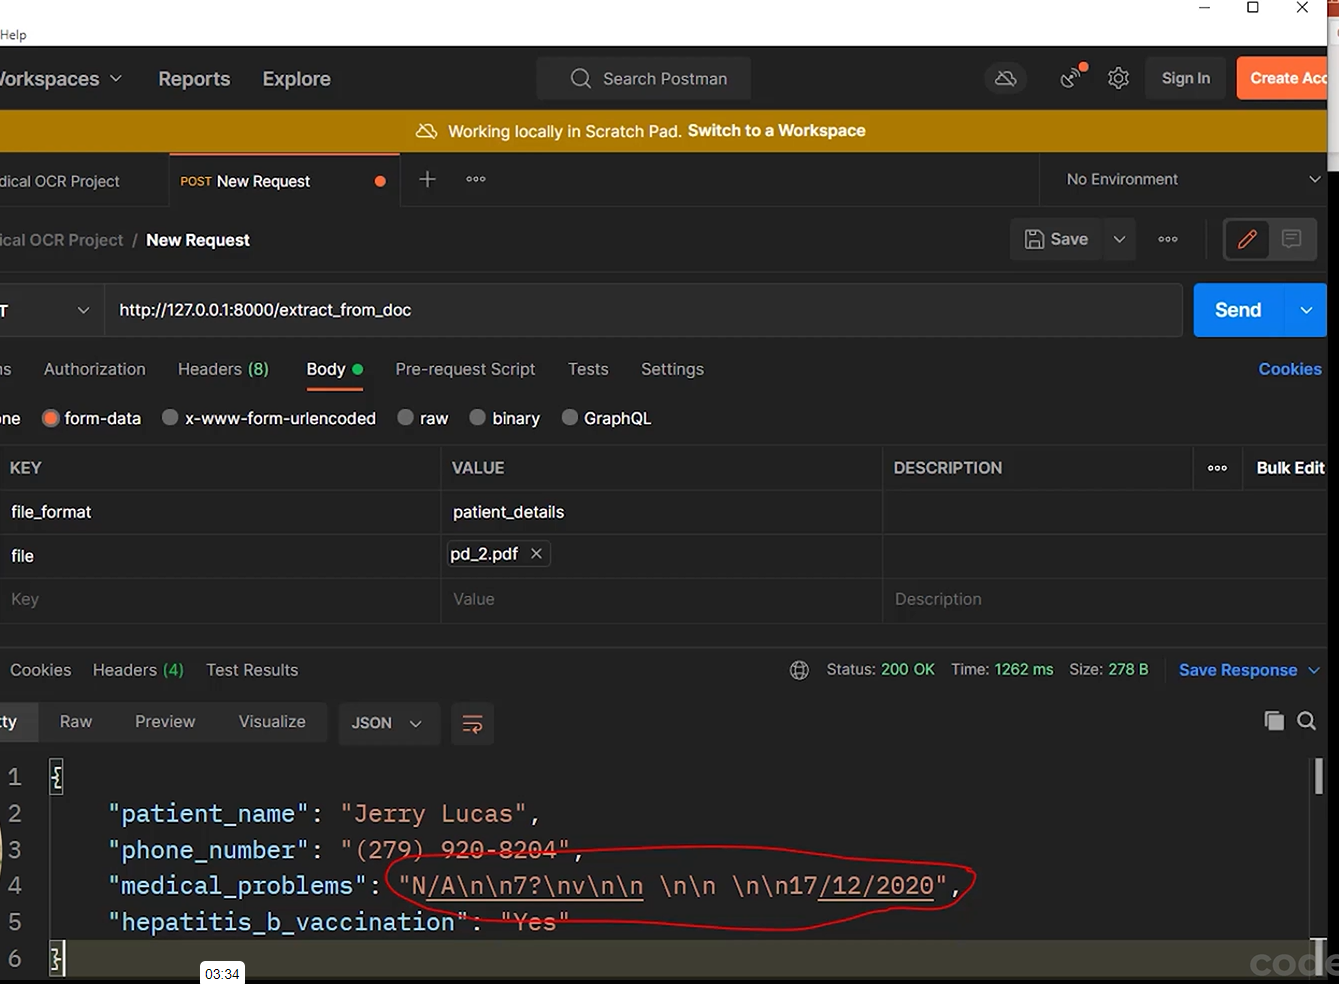 Help
Workspaces Reports Explore Search Postman Sign In Create Acc
Working locally in Scratch Pad. Switch to a Workspace
dical OCR Project POST New Request No Environment
ical OCR Project / New Request Save
T http://127.0.0.1:8000/extract_from_doc Send
ns Authorization Headers (8) Body Pre-request Script Tests Settings Cookies
one form-data x-www-form-urlencoded raw binary GraphQL
KEY VALUE DESCRIPTION Bulk Edit
file_format patient_details
file pd_2.pdf
Key Value Description
Cookies Headers (4) Test Results Status: 200 OK Time: 1262 ms Size: 278 B Save Response
tty Raw Preview Visualize JSON
1 {
2 "patient_name": "Jerry Lucas",
3 "phone_number": "(279) 920-8204",
4 "medical_problems": "N/A\n\n7?\nv\n\n \n\n \n\n17/12/2020",
5 "hepatitis_b_vaccination": "Yes"
6 }
03:34
code